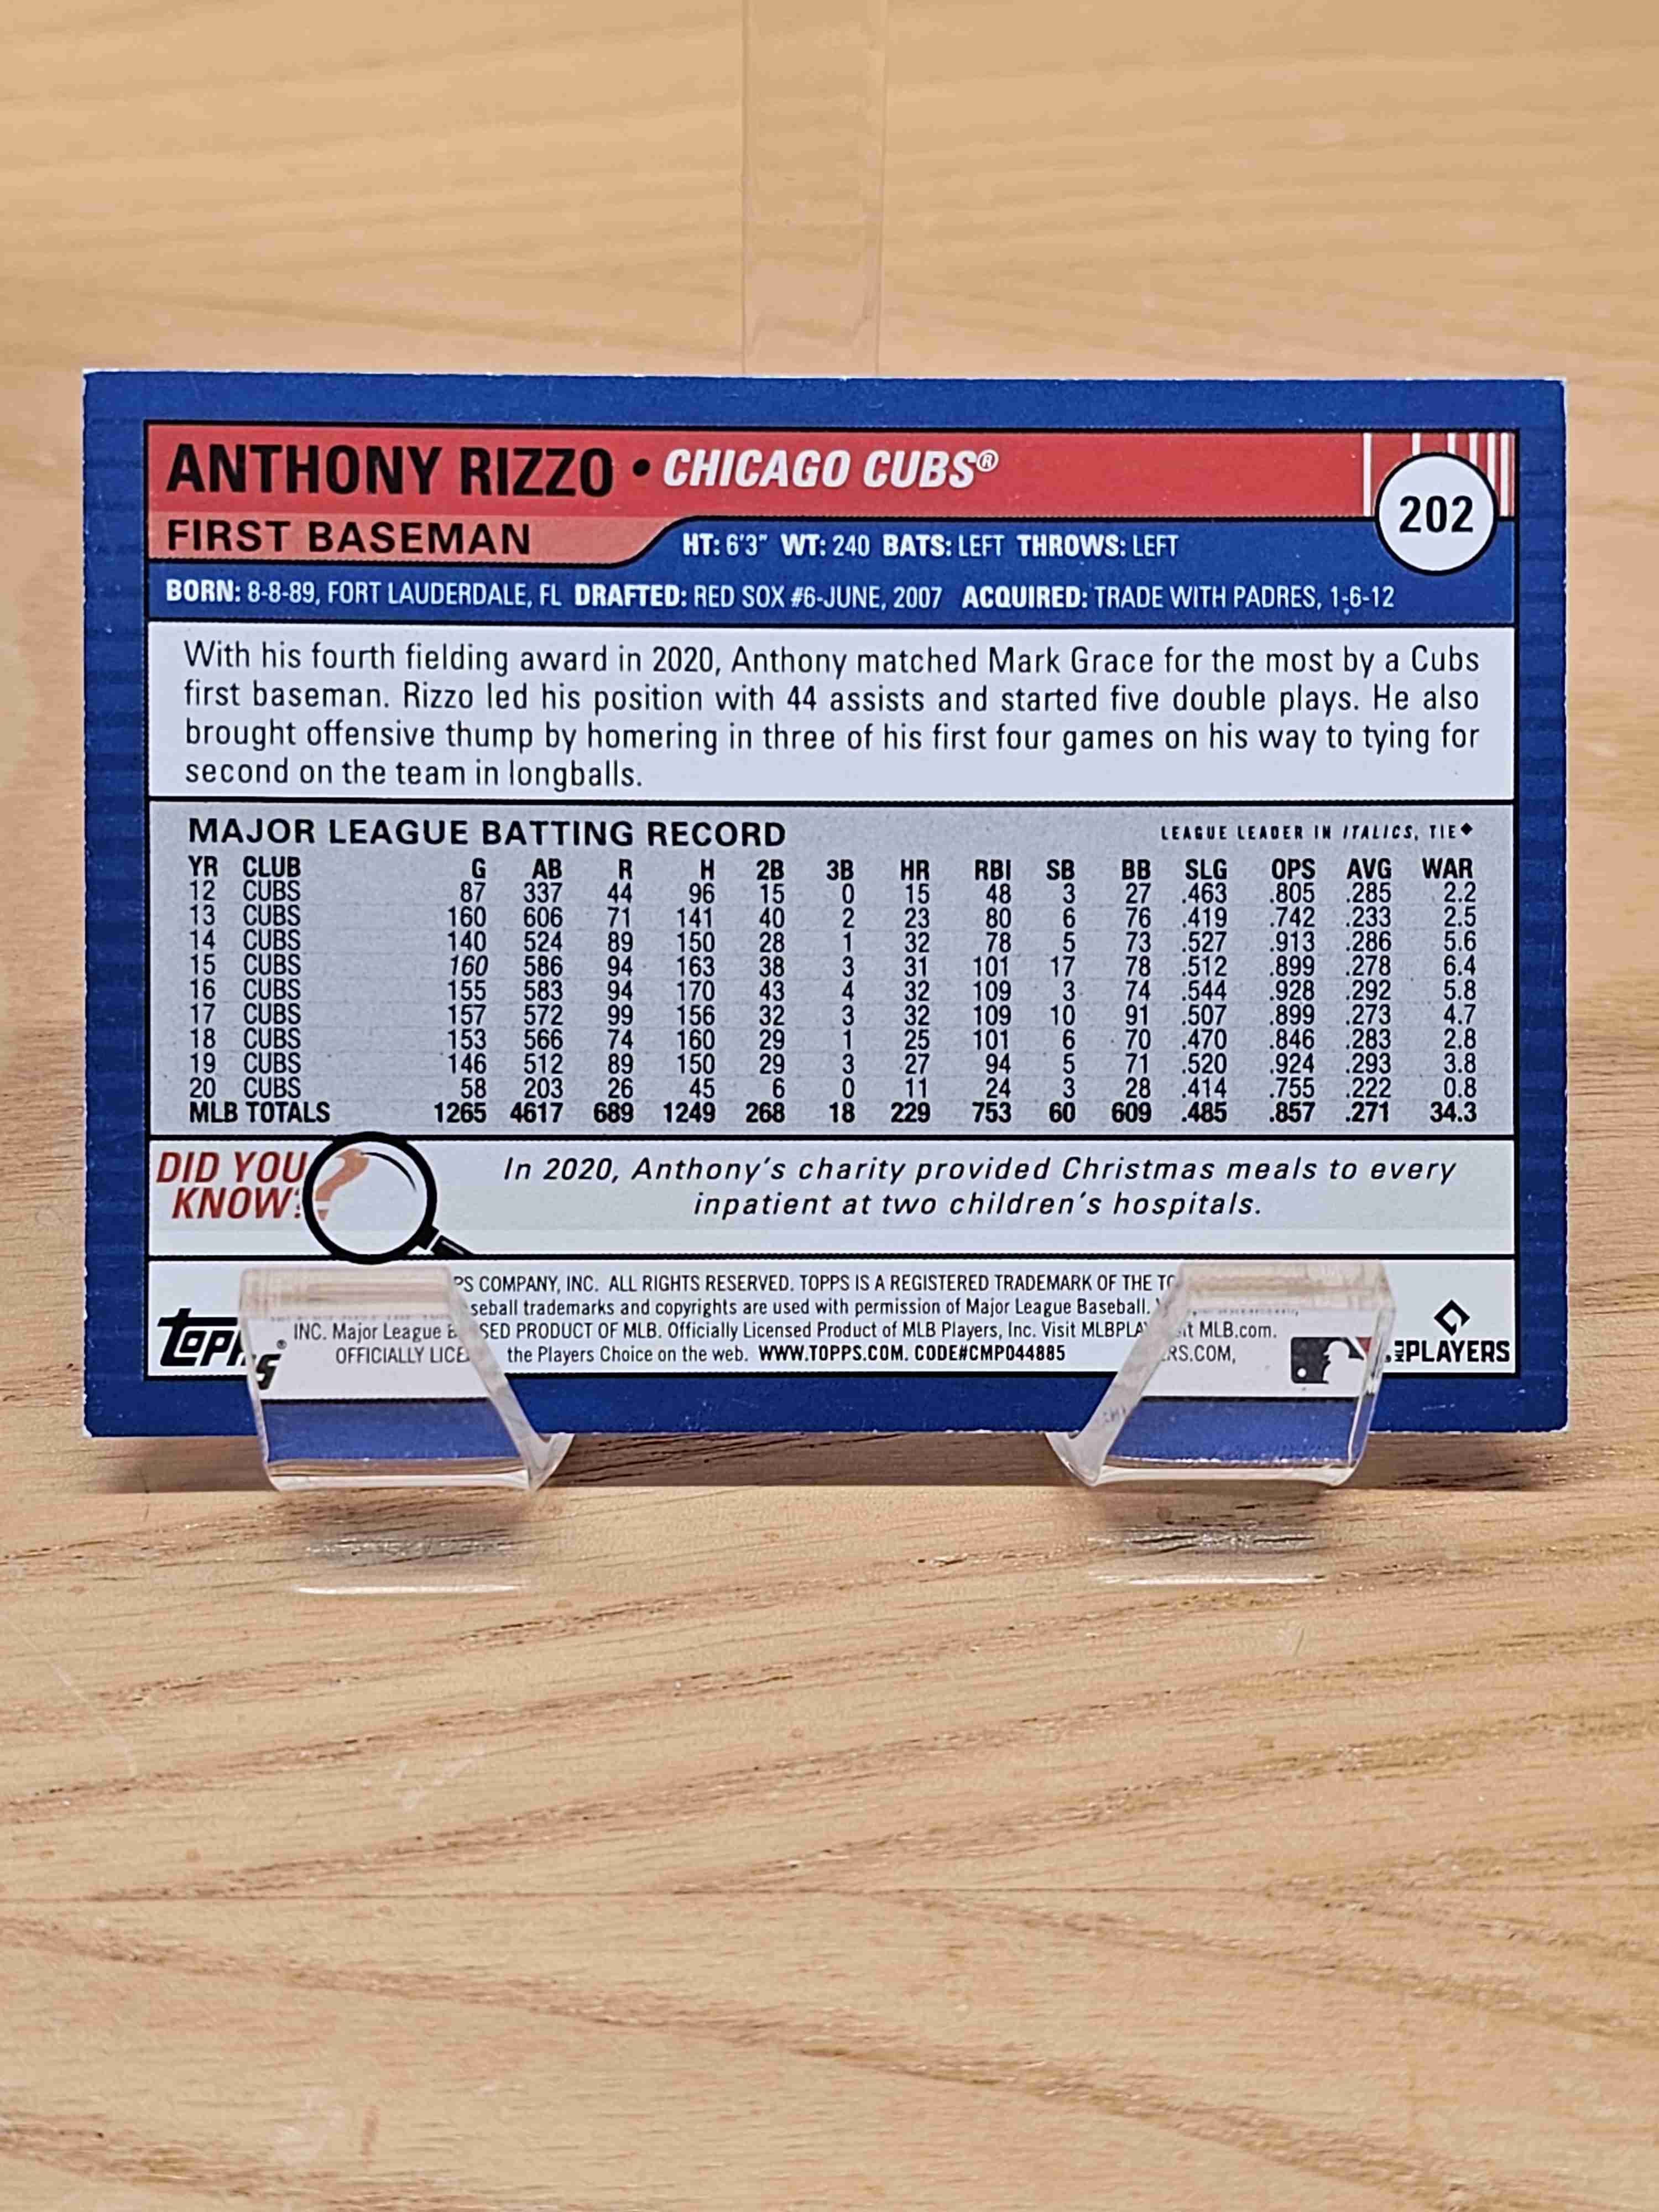 ANTHONY RIZZO • CHICAGO CUBS®
202
FIRST BASEMAN
HT: 6'3" WT: 240 BATS: LEFT THROWS: LEFT
BORN: 8-8-89, FORT LAUDERDALE, FL DRAFTED: RED SOX #6-JUNE, 2007 ACQUIRED: TRADE WITH PADRES, 1-6-12
With his fourth fielding award in 2020, Anthony matched Mark Grace for the most by a Cubs
first baseman. Rizzo led his position with 44 assists and started five double plays. He also
brought offensive thump by homering in three of his first four games on his way to tying for
second on the team in longballs.
MAJOR LEAGUE BATTING RECORD LEAGUE LEADER IN ITALICS, TIE◆
YR CLUB G AB R H 2B 3B HR RBI SB BB SLG OPS AVG WAR
12 CUBS 87 337 44 96 15 0 15 48 3 27 .463 .805 .285 2.2
13 CUBS 160 606 71 141 40 2 23 80 6 76 .419 .742 .233 2.5
14 CUBS 140 524 89 150 28 1 32 78 5 73 .527 .913 .286 5.6
15 CUBS 160 586 94 163 38 3 31 101 17 78 .512 .899 .278 6.4
16 CUBS 155 583 94 170 43 4 32 109 3 74 .544 .928 .292 5.8
17 CUBS 157 572 99 156 32 3 32 109 10 91 .507 .899 .273 4.7
18 CUBS 153 566 74 160 29 1 25 101 6 70 .470 .846 .283 2.8
19 CUBS 146 512 89 150 29 3 27 94 5 71 .520 .924 .293 3.8
20 CUBS 58 203 26 45 6 0 11 24 3 28 .414 .755 .222 0.8
MLB TOTALS 1265 4617 689 1249 268 18 229 753 60 609 .485 .857 .271 34.3
DID YOU
KNOW?
In 2020, Anthony's charity provided Christmas meals to every
inpatient at two children's hospitals.
COMPANY, INC. ALL RIGHTS RESERVED. TOPPS IS A REGISTERED TRADEMARK OF THE
trademarks and copyrights are used with permission of Major League Baseball.
INC. Major League PRODUCT OF MLB. Officially Licensed Product of MLB Players, Inc. Visit MLB.com.
OFFICIALLY the Players Choice on the web. WWW.TOPPS.COM. CODE#CMP044885
topps®
MLB PLAYERS